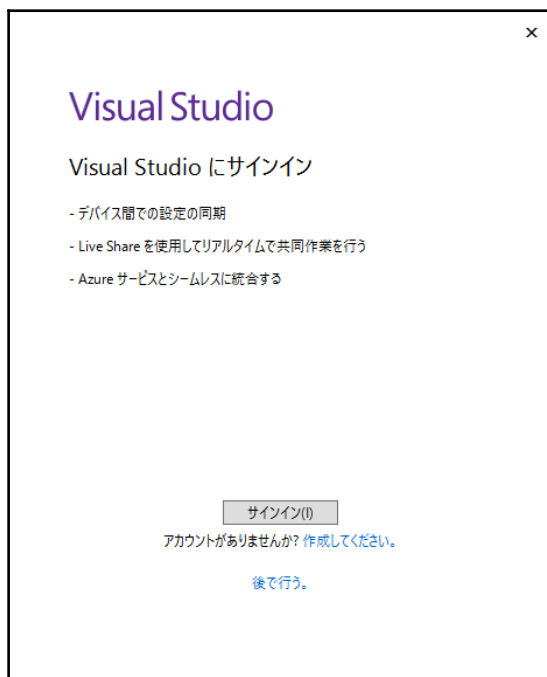 Visual Studio
Visual Studio にサインイン
- デバイス間での設定の同期
- Live Share を使用してリアルタイムで共同作業を行う
- Azure サービスとシームレスに統合する
サインイン(I)
アカウントがありませんか? 作成してください。
後で行う。